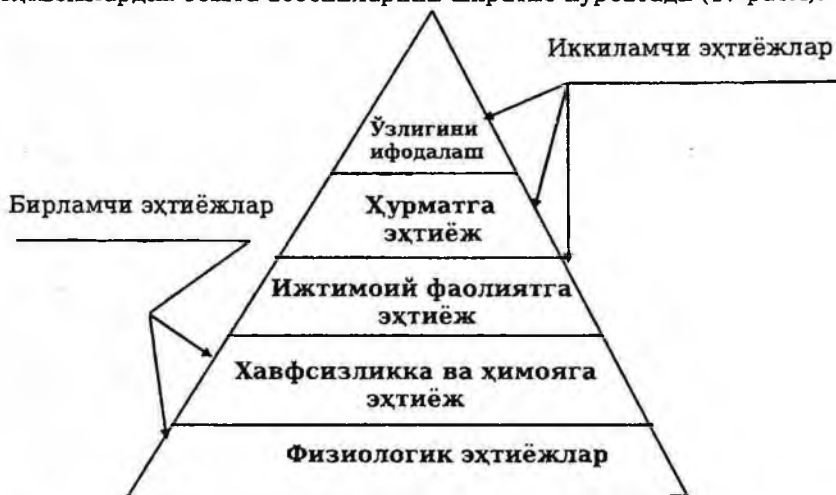 Иккиламчи эҳтиёжлар
Ўзлигини
ифодалаш
Бирламчи эҳтиёжлар
Ҳурматга
эҳтиёж
Ижтимоий фаолиятга
эҳтиёж
Хавфсизликка ва ҳимояга
эҳтиёж
Физиологик эҳтиёжлар